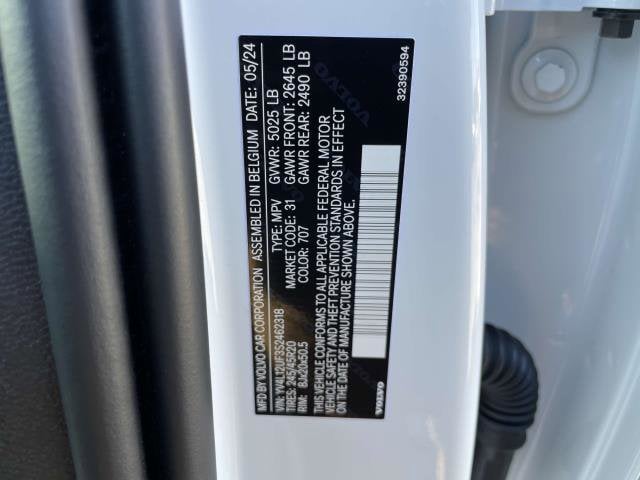 MFD BY VOLVO CAR CORPORATION ASSEMBLED IN BELGIUM DATE: 05/24
VIN: YV4L12UF3S2462318 TYPE: MPV GVWR: 5025 LB
TIRES: 245/45R20 MARKET CODE: 31 GAWR FRONT: 2645 LB
RIM: 8Jx20x50.5 COLOR: 707 GAWR REAR: 2490 LB
THIS VEHICLE CONFORMS TO ALL APPLICABLE FEDERAL MOTOR
VEHICLE SAFETY AND THEFT PREVENTION STANDARDS IN EFFECT
ON THE DATE OF MANUFACTURE SHOWN ABOVE.
VOLVO
32390594